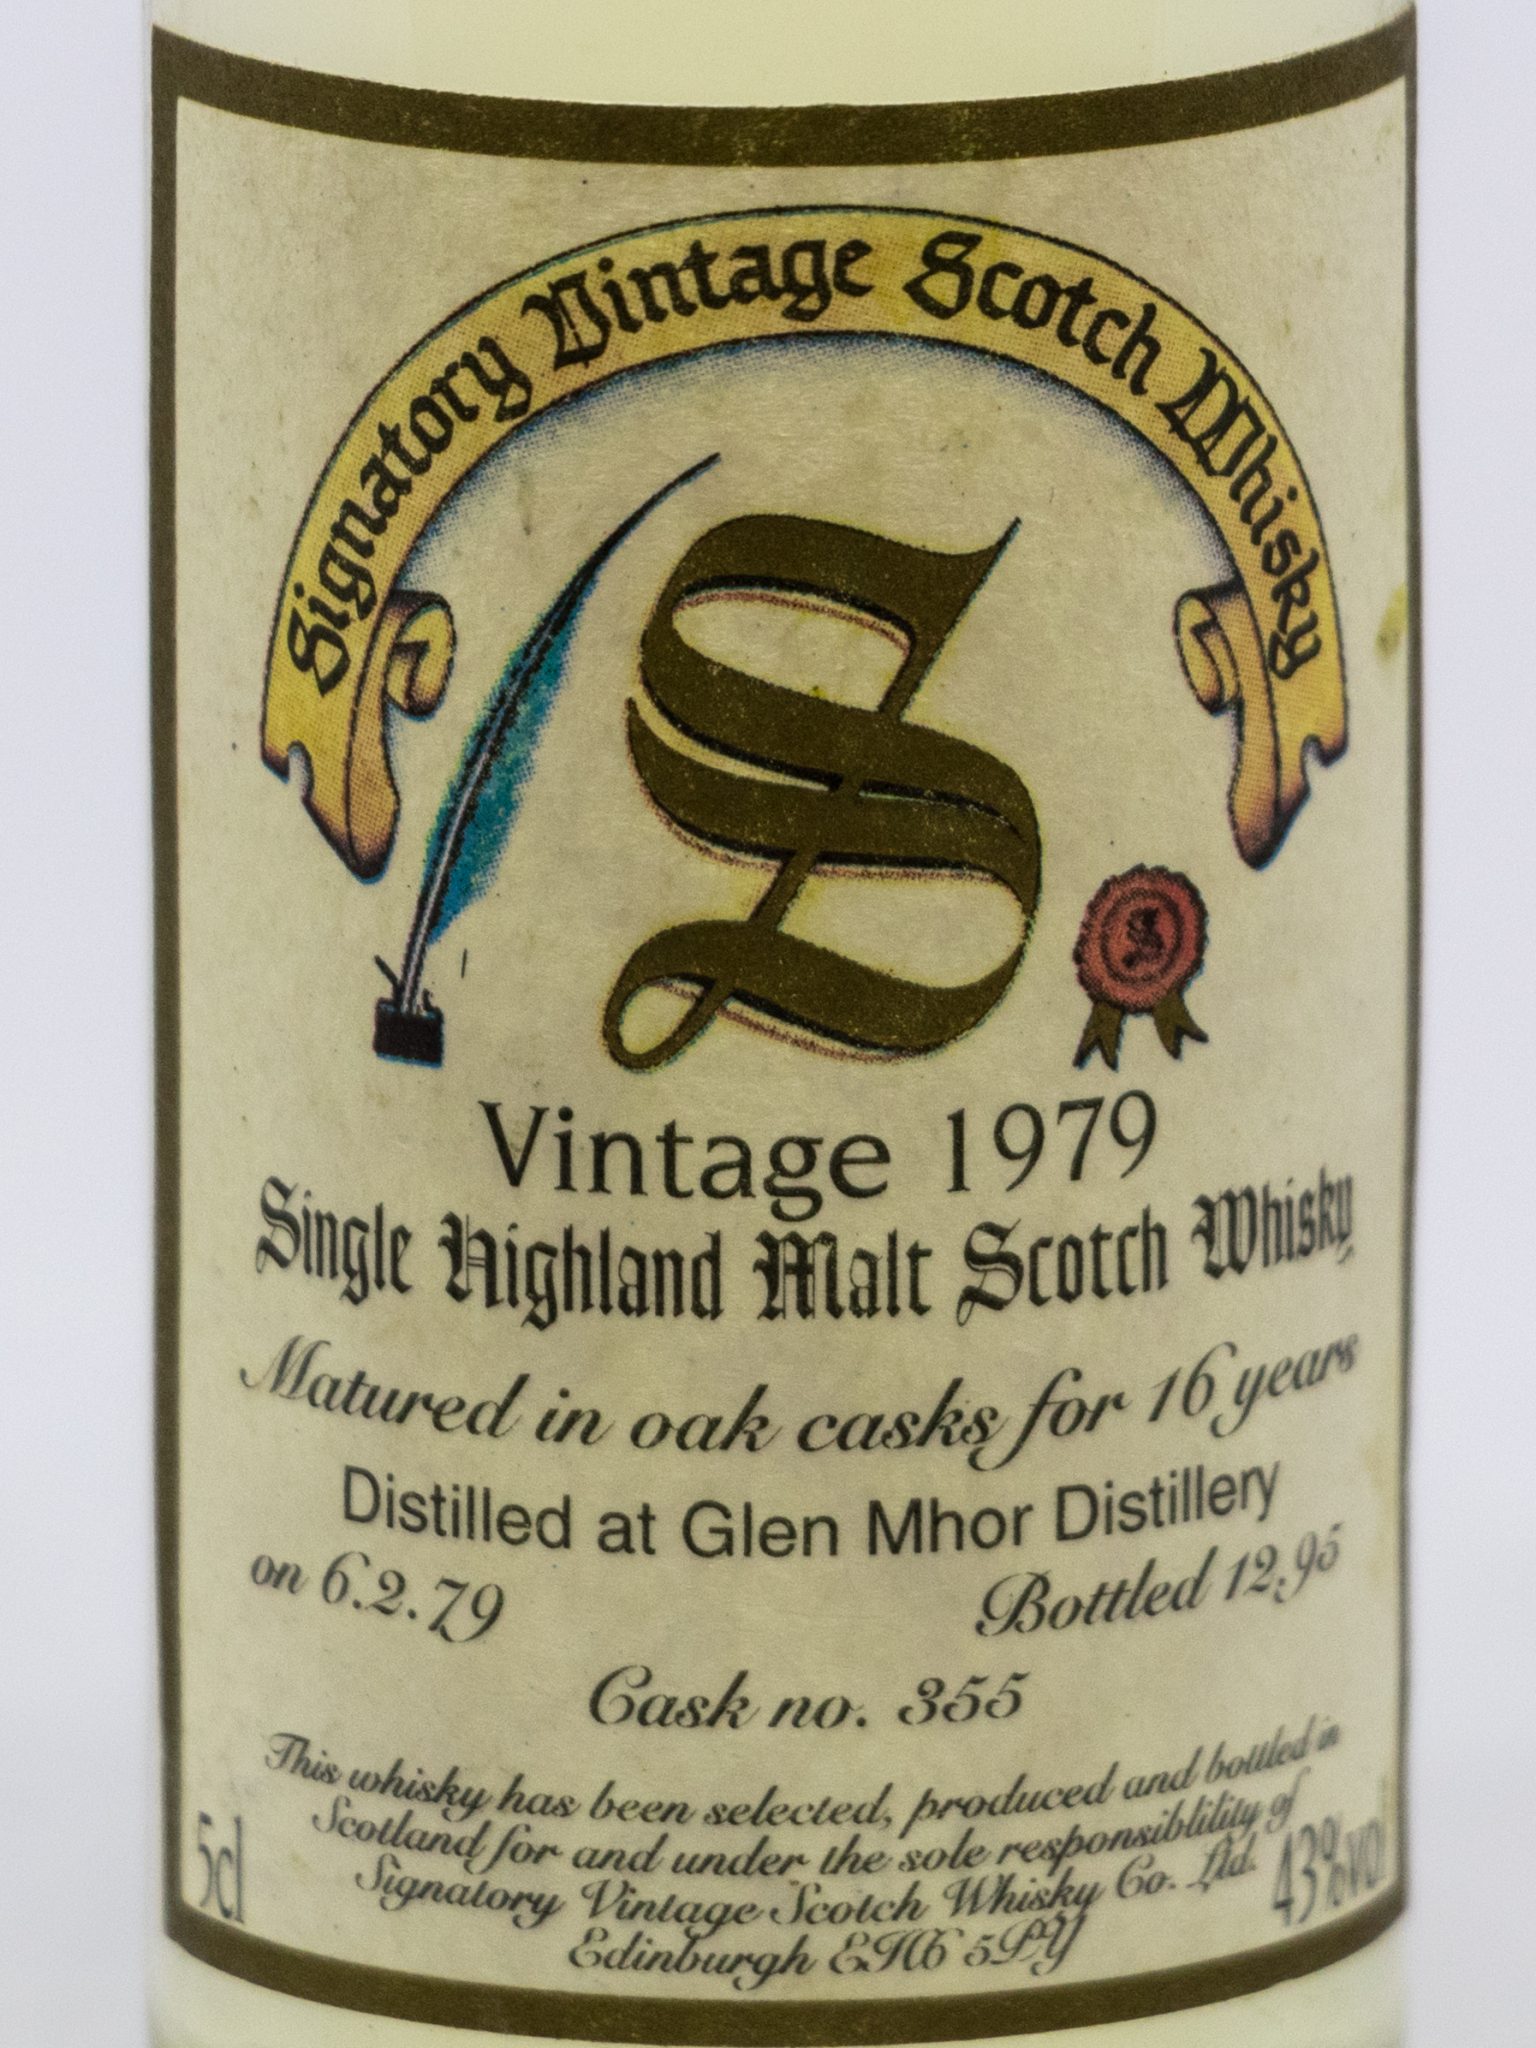 Signatory Vintage Scotch Whisky
S
S
Vintage 1979
Single Highland Malt Scotch Whisky
Matured in oak casks for 16 years
Distilled at Glen Mhor Distillery
on 6.2.79 Bottled 12.95
Cask no. 355
This whisky has been selected, produced and bottled in
Scotland for and under the sole responsiblility of
Signatory Vintage Scotch Whisky Co. Ltd.
Edinburgh EH6 5PY
5cl 43%vol